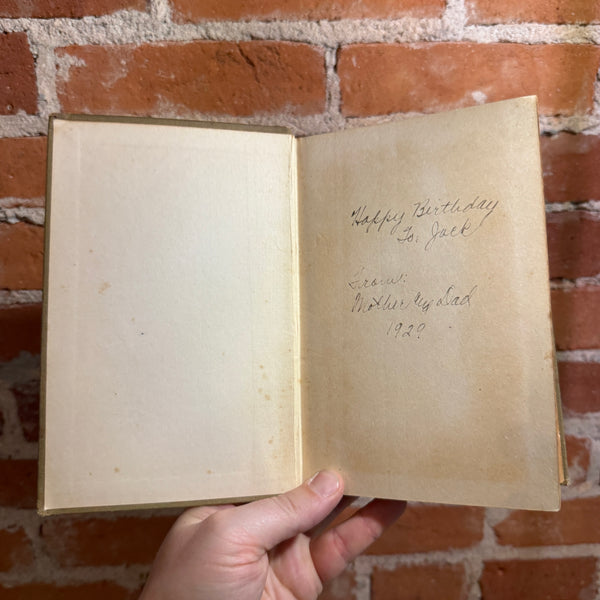 Happy Birthday
To: Jack
From:
Mother & Dad
1929